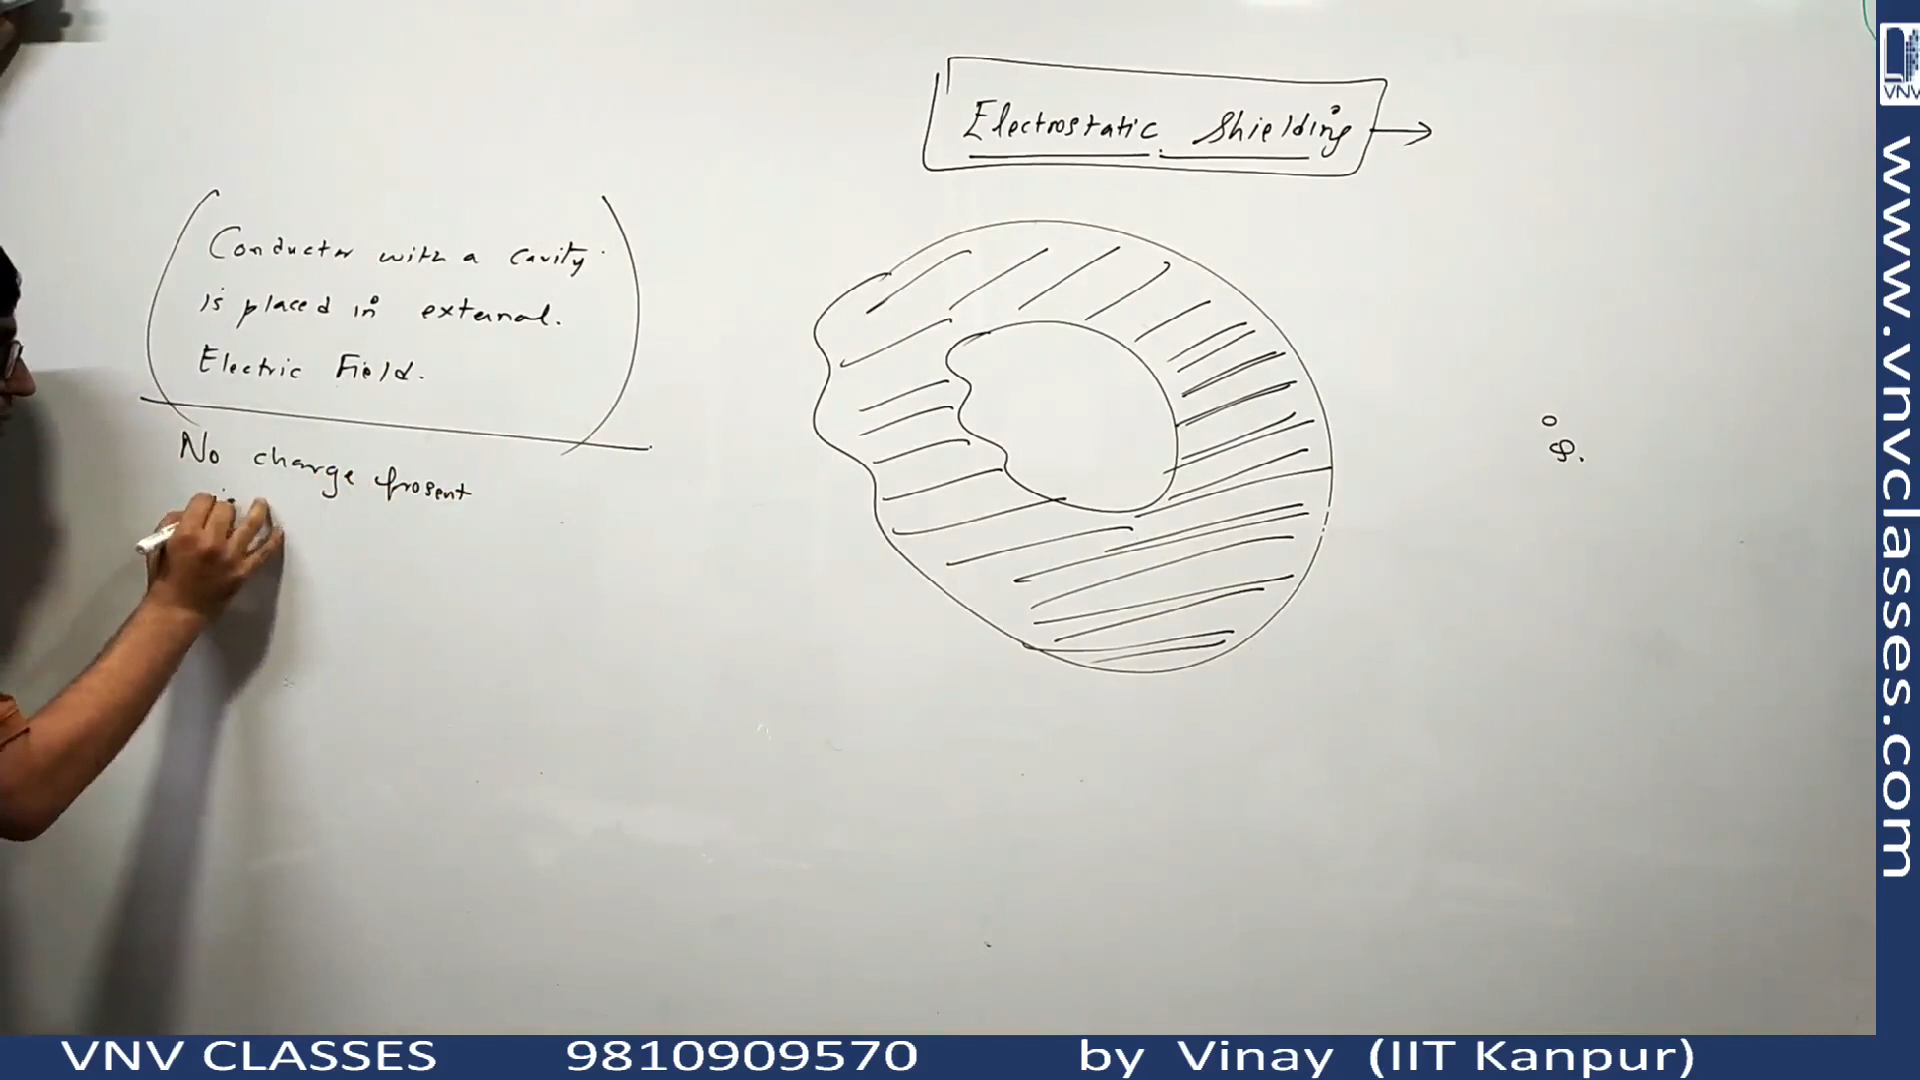 Electrostatic Shielding
Conductor with a cavity
is placed in external.
Electric Field.
No charge present
VNV
www.vnvclasses.com
VNV CLASSES 9810909570 by Vinay (IIT Kanpur)